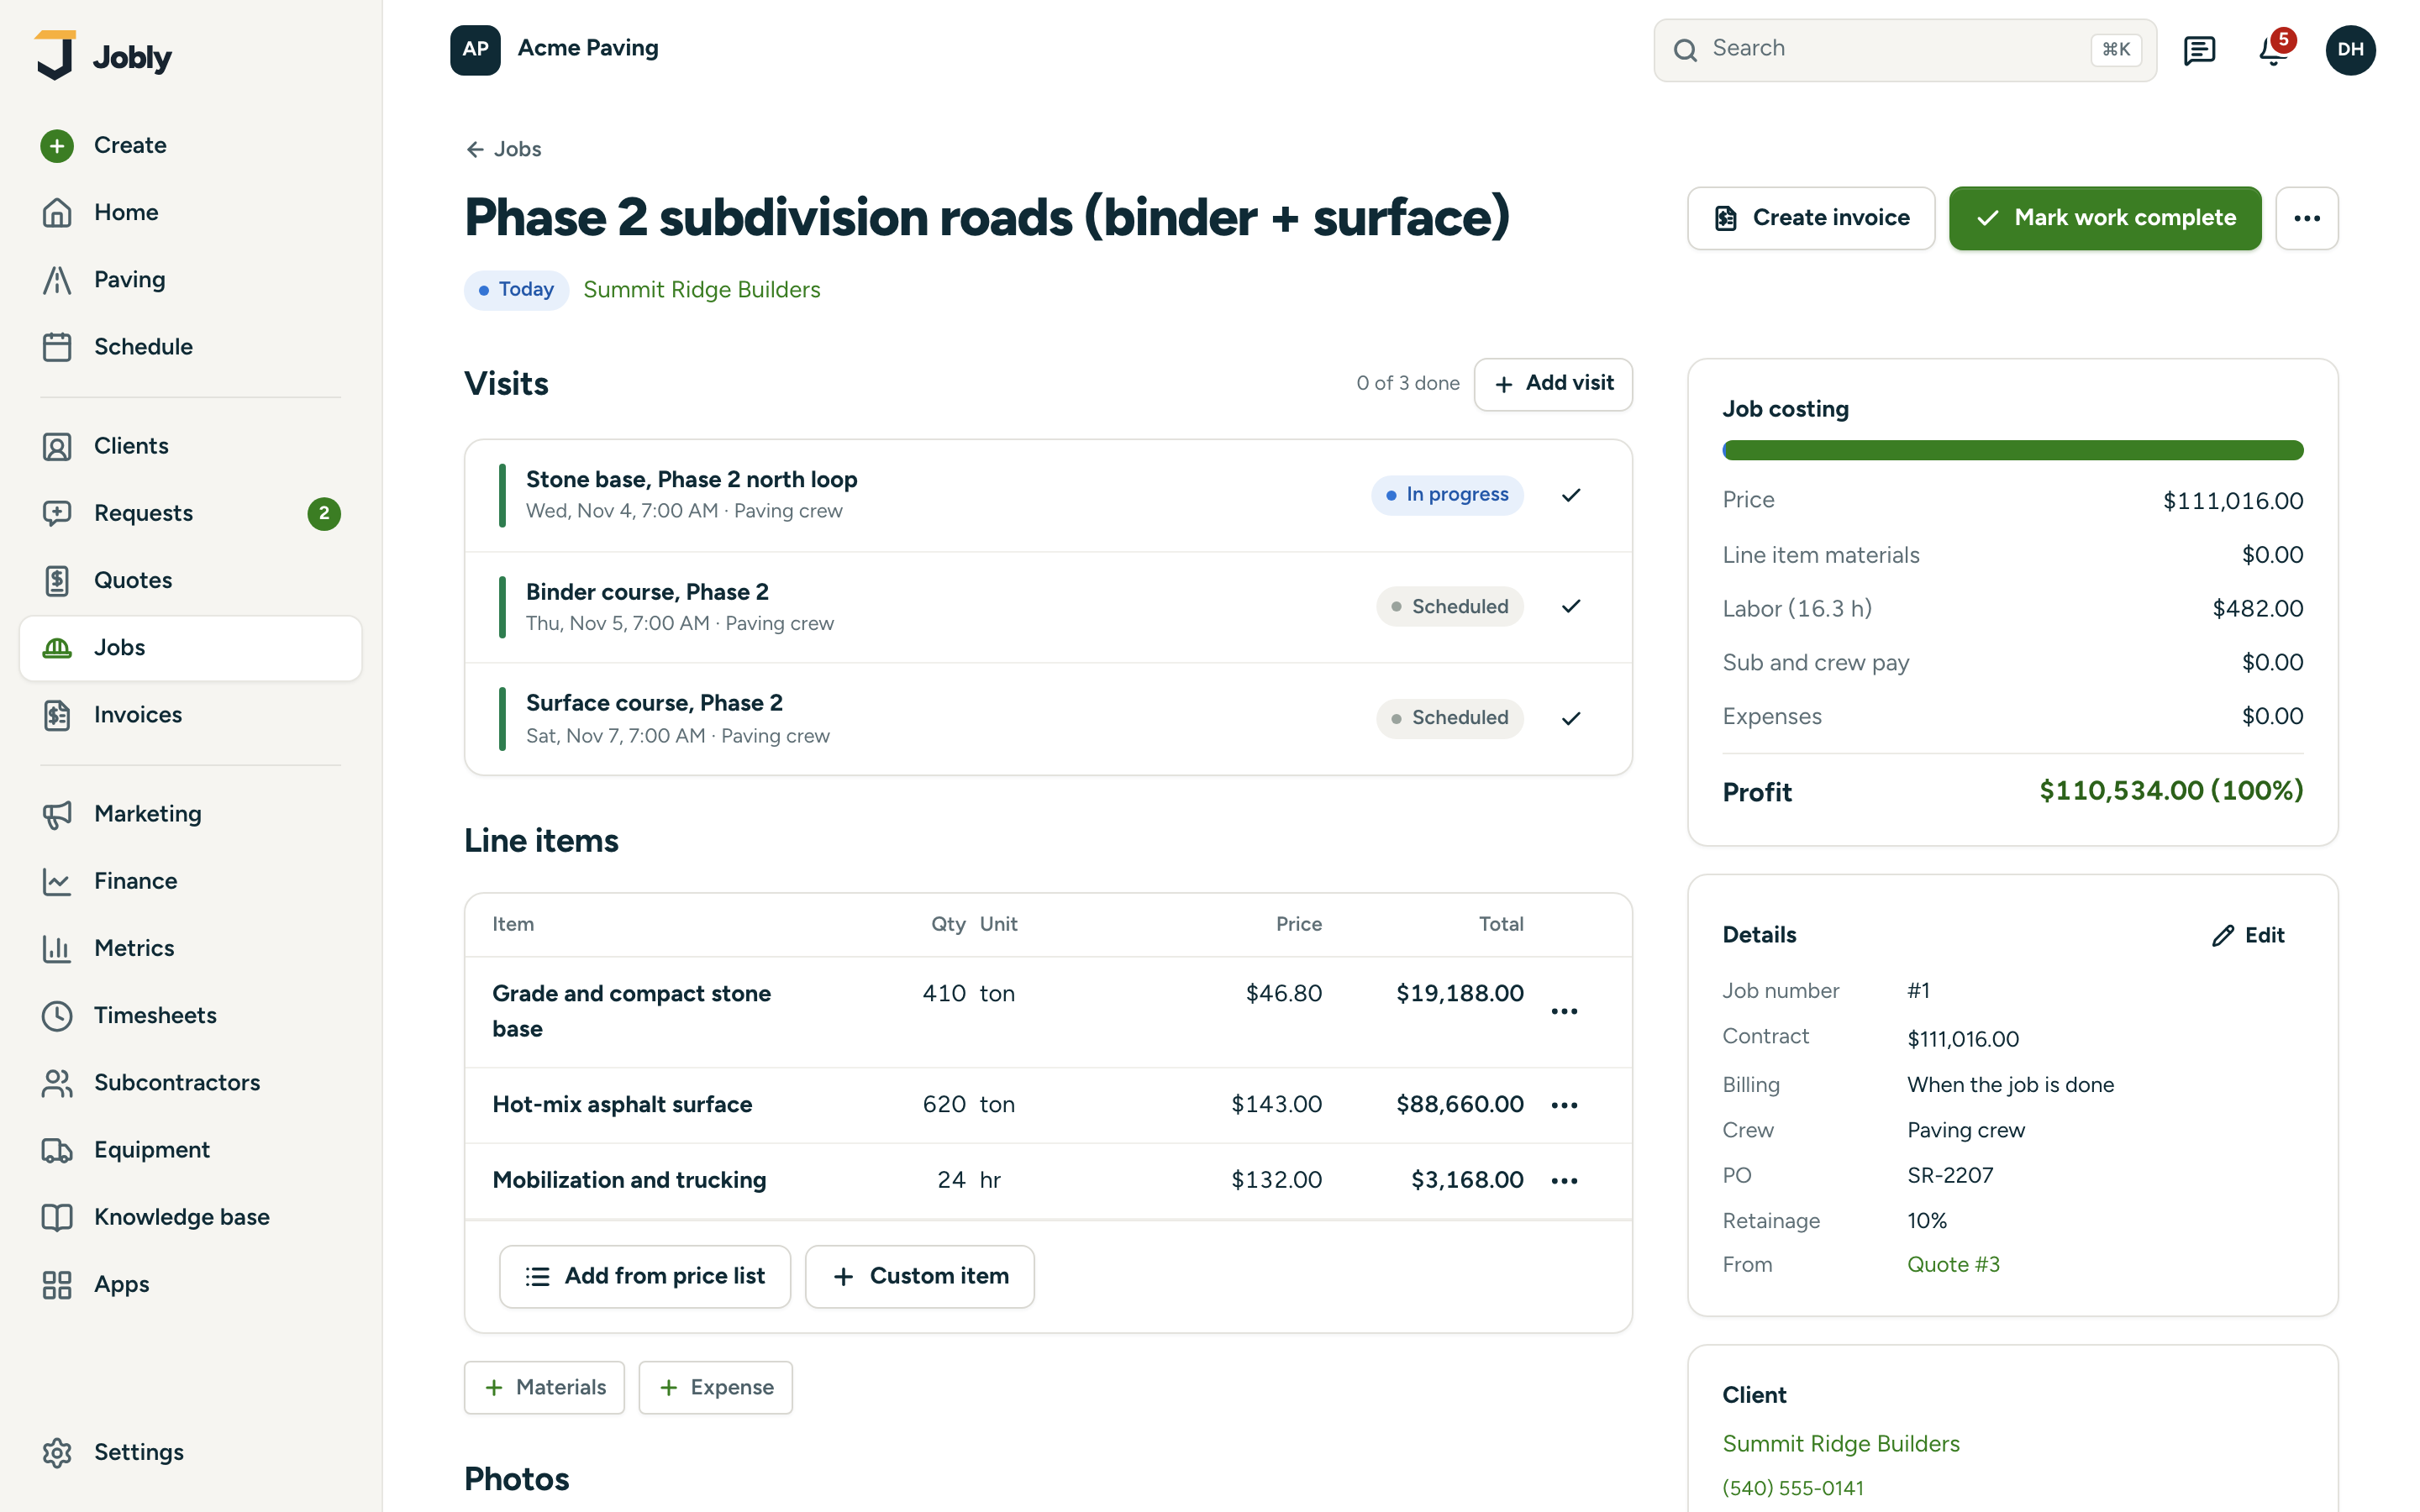 Jobly
Create
Home
Paving
Schedule
Clients
Requests 2
Quotes
Jobs
Invoices
Marketing
Finance
Metrics
Timesheets
Subcontractors
Equipment
Knowledge base
Apps
Settings
AP Acme Paving
Search ⌘K
5
DH
← Jobs
Phase 2 subdivision roads (binder + surface)
Create invoice
Mark work complete
Today Summit Ridge Builders
Visits
0 of 3 done
Add visit
Stone base, Phase 2 north loop
Wed, Nov 4, 7:00 AM · Paving crew
In progress
Binder course, Phase 2
Thu, Nov 5, 7:00 AM · Paving crew
Scheduled
Surface course, Phase 2
Sat, Nov 7, 7:00 AM · Paving crew
Scheduled
Line items
Item Qty Unit Price Total
Grade and compact stone base 410 ton $46.80 $19,188.00
Hot-mix asphalt surface 620 ton $143.00 $88,660.00
Mobilization and trucking 24 hr $132.00 $3,168.00
Add from price list
Custom item
Materials
Expense
Photos
Job costing
Price $111,016.00
Line item materials $0.00
Labor (16.3 h) $482.00
Sub and crew pay $0.00
Expenses $0.00
Profit $110,534.00 (100%)
Details
Edit
Job number #1
Contract $111,016.00
Billing When the job is done
Crew Paving crew
PO SR-2207
Retainage 10%
From Quote #3
Client
Summit Ridge Builders
(540) 555-0141